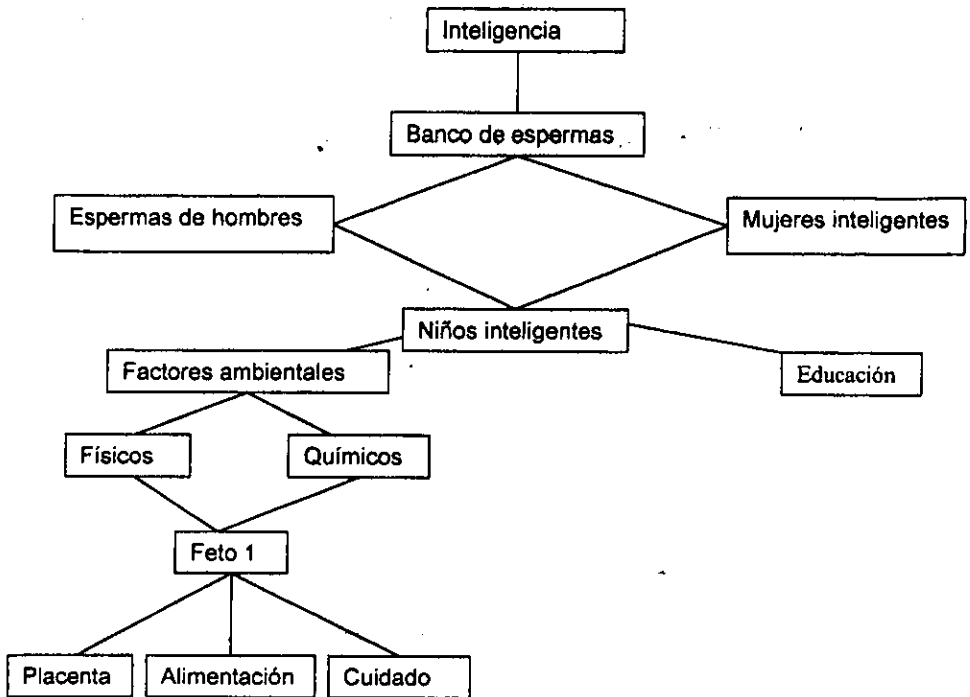 Inteligencia
Banco de espermas
Espermas de hombres
Mujeres inteligentes
Niños inteligentes
Factores ambientales
Educación
Físicos
Químicos
Feto 1
Placenta
Alimentación
Cuidado